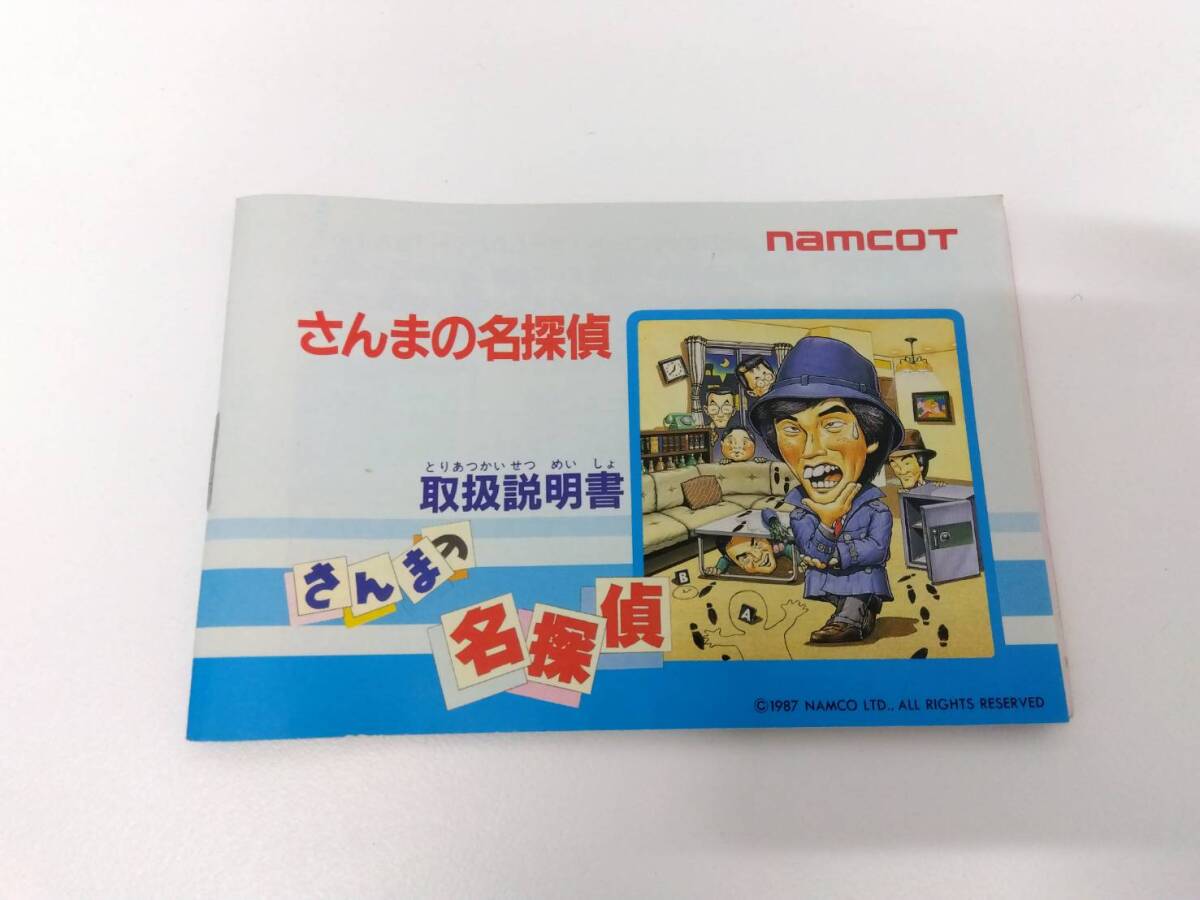 namcoT
さんまの名探偵
とりあつかいせつ めい しょ
取扱説明書
さんまの
名探偵
B
A
©1987 NAMCO LTD., ALL RIGHTS RESERVED